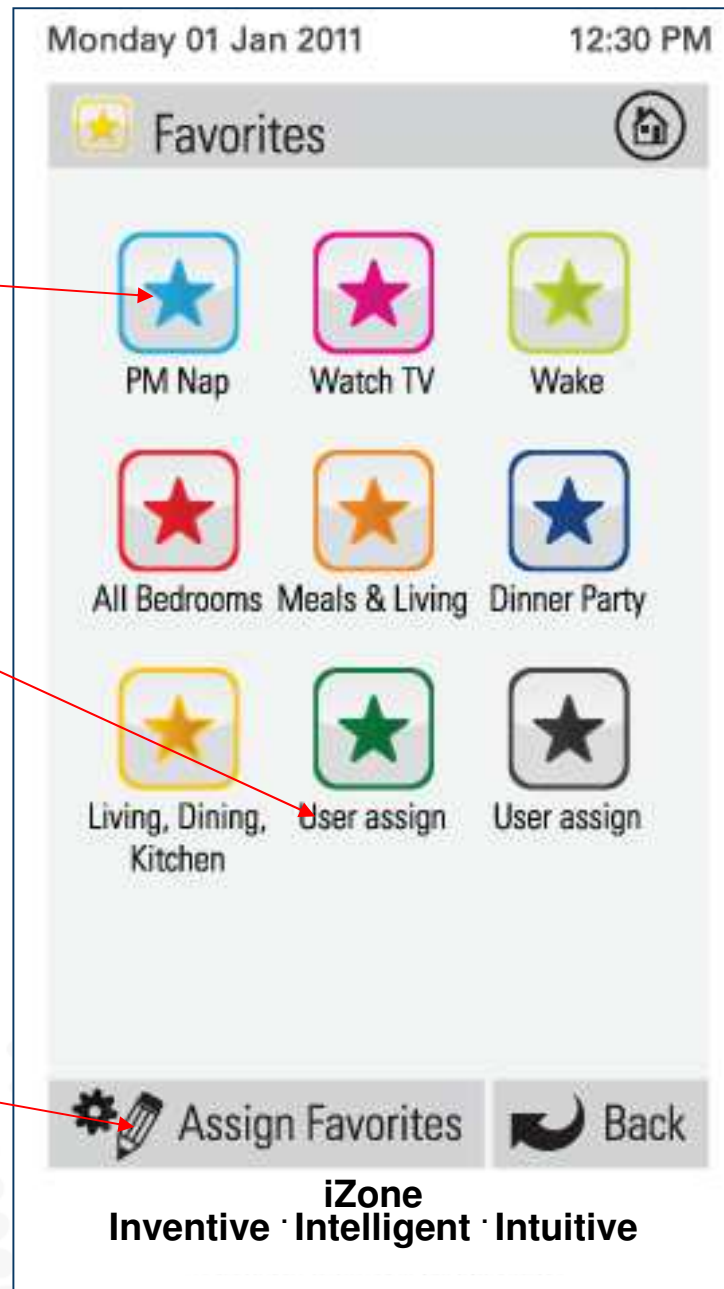 Monday 01 Jan 2011 12:30 PM
Favorites
PM Nap Watch TV Wake
All Bedrooms Meals & Living Dinner Party
Living, Dining, User assign User assign
Kitchen
Assign Favorites Back
iZone
Inventive · Intelligent · Intuitive